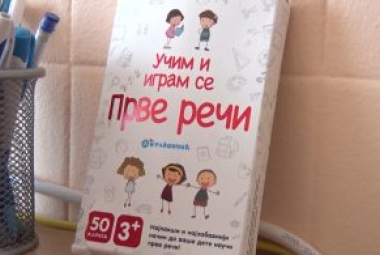 Учим и
играм се
Прве речи
50
3+
најлакши и најзабавнији
начин да ваше дете научи
прве речи!